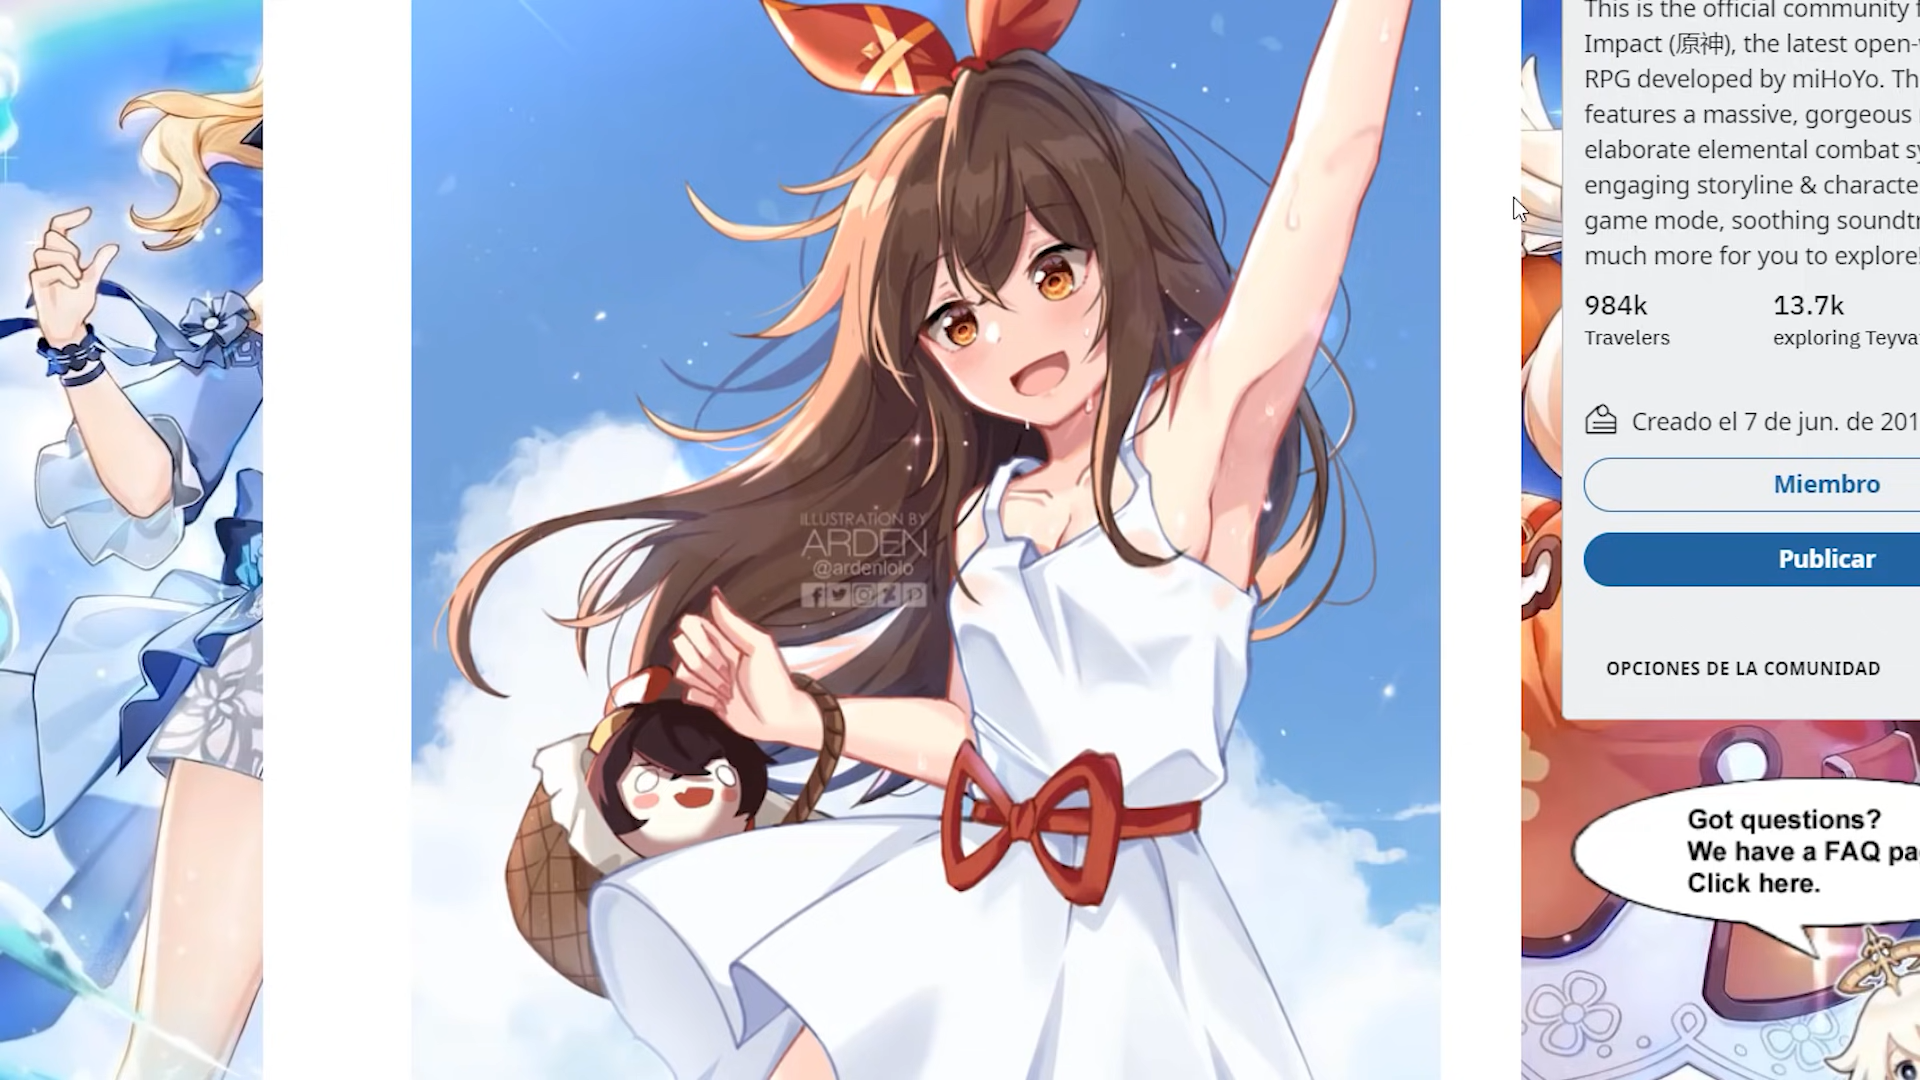 ILLUSTRATION BY
ARDEN
@ardenlolo
This is the official community
Impact (原神), the latest open-
RPG developed by miHoYo. Th
features a massive, gorgeous
elaborate elemental combat sy
engaging storyline & characte
game mode, soothing soundtr
much more for you to explore!
984k
13.7k
Travelers
exploring Teyva
Creado el 7 de jun. de 201
Miembro
Publicar
OPCIONES DE LA COMUNIDAD
Got questions?
We have a FAQ pa
Click here.